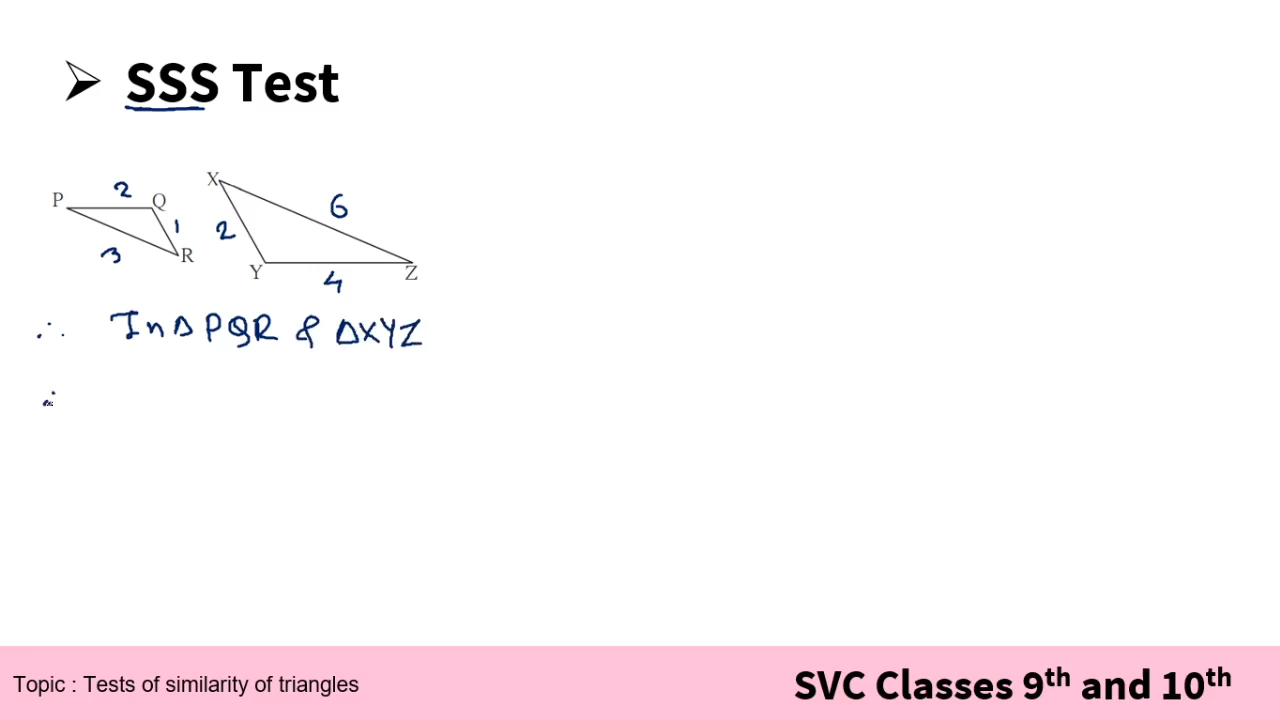 ➢ SSS Test
P 2 Q
1
3 R
X
6
2
Y 4 Z
∴ In Δ PQR & ΔXYZ
∴
Topic : Tests of similarity of triangles
SVC Classes 9th and 10th